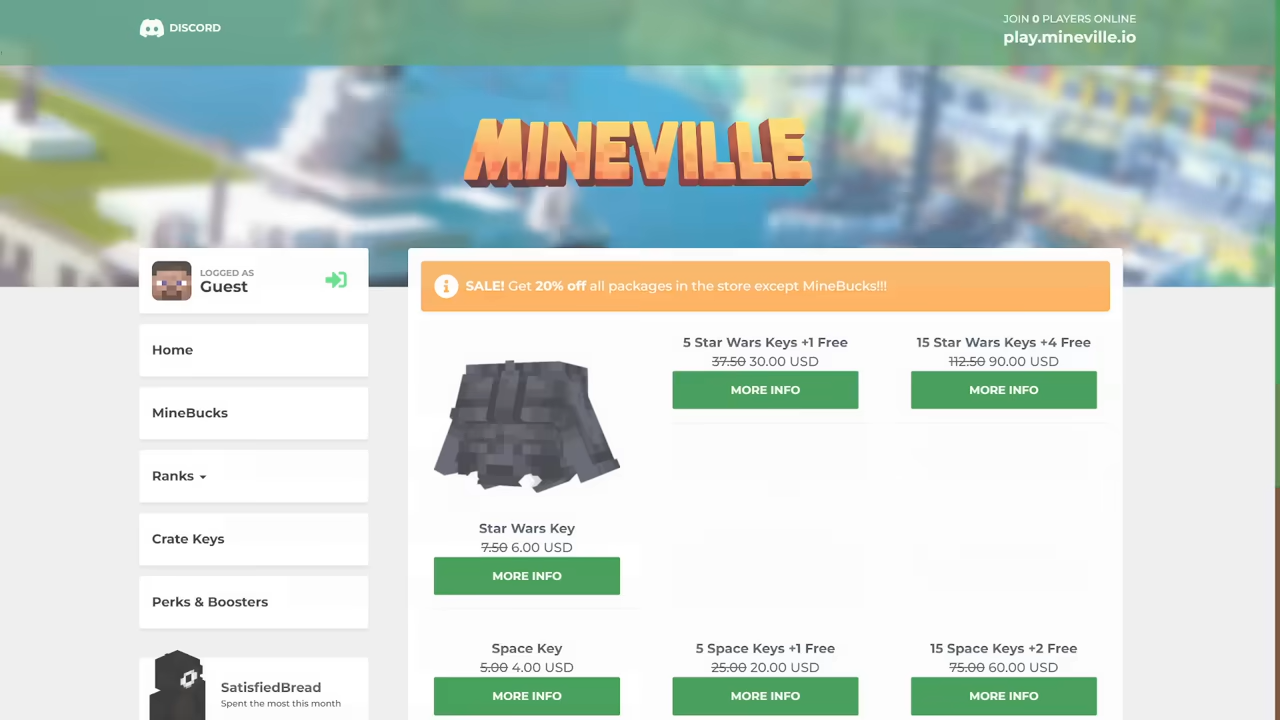 DISCORD
JOIN 0 PLAYERS ONLINE
play.mineville.io
MINEVILLE
LOGGED AS
Guest
Home
MineBucks
Ranks
Crate Keys
Perks & Boosters
SatisfiedBread
Spent the most this month
SALE! Get 20% off all packages in the store except MineBucks!!!
Star Wars Key
7.50 6.00 USD
MORE INFO
5 Star Wars Keys +1 Free
37.50 30.00 USD
MORE INFO
15 Star Wars Keys +4 Free
112.50 90.00 USD
MORE INFO
Space Key
5.00 4.00 USD
MORE INFO
5 Space Keys +1 Free
25.00 20.00 USD
MORE INFO
15 Space Keys +2 Free
75.00 60.00 USD
MORE INFO